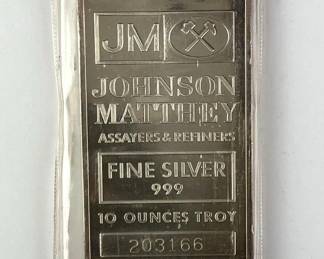 JM
JOHNSON
MATTHEY
ASSAYERS & REFINERS
FINE SILVER
999
10 OUNCES TROY
203166